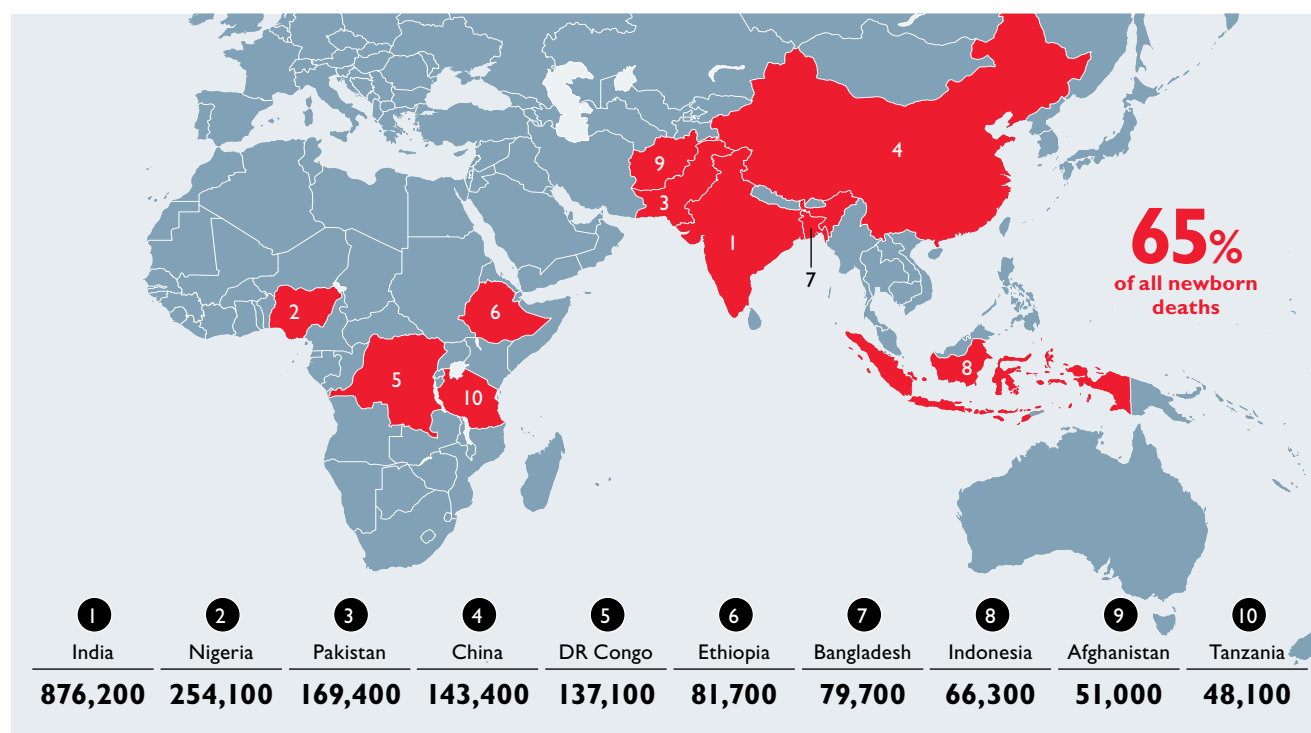 9
4
3
1
7
65%
of all newborn
deaths
2
6
5
8
10
1 2 3 4 5 6 7 8 9 10
India Nigeria Pakistan China DR Congo Ethiopia Bangladesh Indonesia Afghanistan Tanzania
876,200 254,100 169,400 143,400 137,100 81,700 79,700 66,300 51,000 48,100